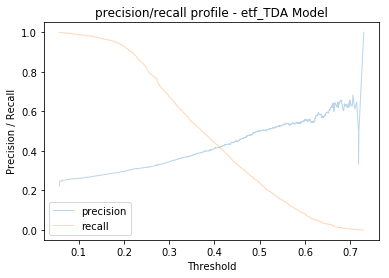 precision/recall profile - etf_TDA Model
1.0
0.8
0.6
0.4
0.2
0.0
Precision / Recall
precision
recall
0.1 0.2 0.3 0.4 0.5 0.6 0.7
Threshold